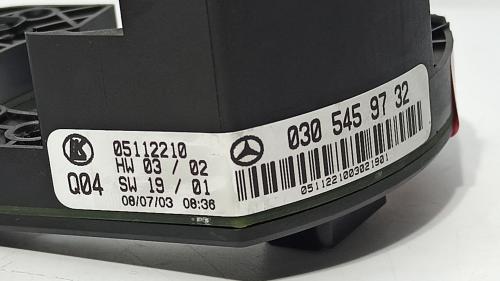 K
05112210
HW 03 / 02
Q04 SW 19 / 01
08/07/03 08:36
030 545 97 32
0511221003021901